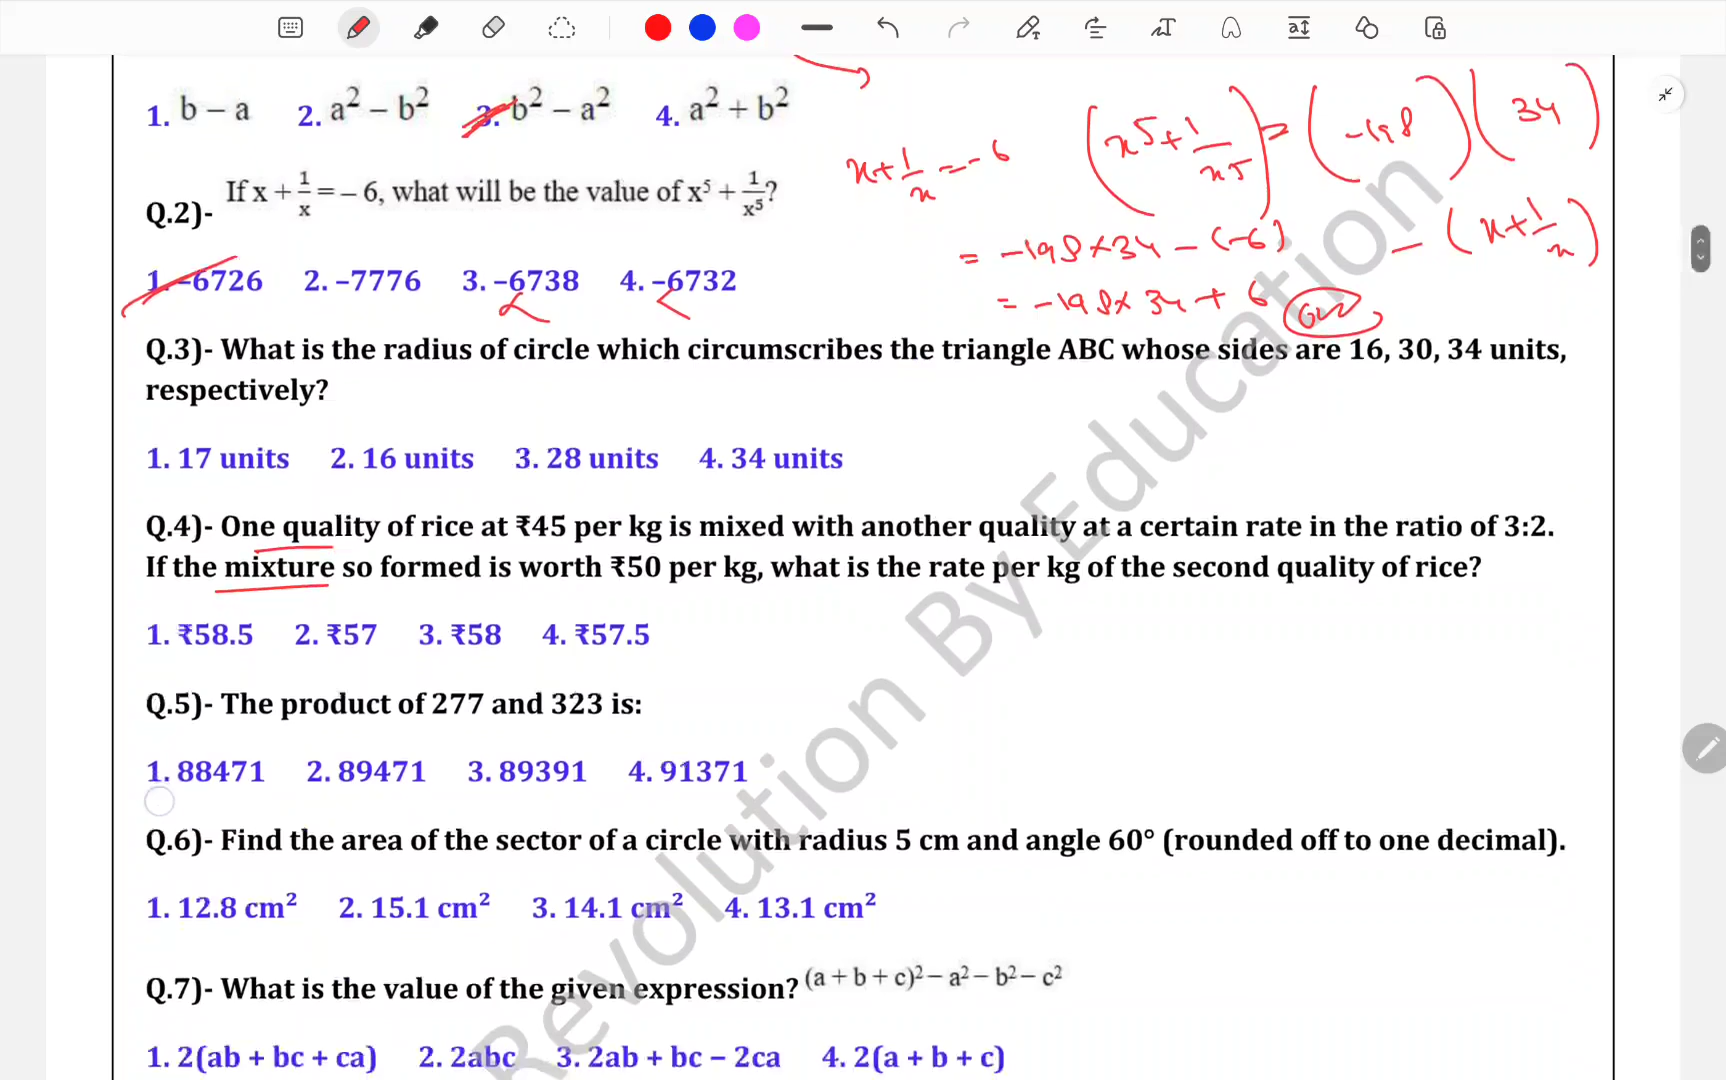 1. b – a 2. a² – b² 3. b² – a² 4. a² + b²
Q.2)- If x + 1/x = – 6, what will be the value of x⁵ + 1/x⁵?
1. –6726 2. –7776 3. –6738 4. –6732
x + 1/x = -6
(x⁵ + 1/x⁵) = (-198) (34)
- (x + 1/x)
= -198 × 34 - (-6)
= -198 × 34 + 6
Q.3)- What is the radius of circle which circumscribes the triangle ABC whose sides are 16, 30, 34 units,
respectively?
1. 17 units 2. 16 units 3. 28 units 4. 34 units
Q.4)- One quality of rice at ₹45 per kg is mixed with another quality at a certain rate in the ratio of 3:2.
If the mixture so formed is worth ₹50 per kg, what is the rate per kg of the second quality of rice?
1. ₹58.5 2. ₹57 3. ₹58 4. ₹57.5
Q.5)- The product of 277 and 323 is:
1. 88471 2. 89471 3. 89391 4. 91371
Q.6)- Find the area of the sector of a circle with radius 5 cm and angle 60° (rounded off to one decimal).
1. 12.8 cm² 2. 15.1 cm² 3. 14.1 cm² 4. 13.1 cm²
Q.7)- What is the value of the given expression? (a + b + c)² – a² – b² – c²
1. 2(ab + bc + ca) 2. 2abc 3. 2ab + bc – 2ca 4. 2(a + b + c)
Revolution By Education